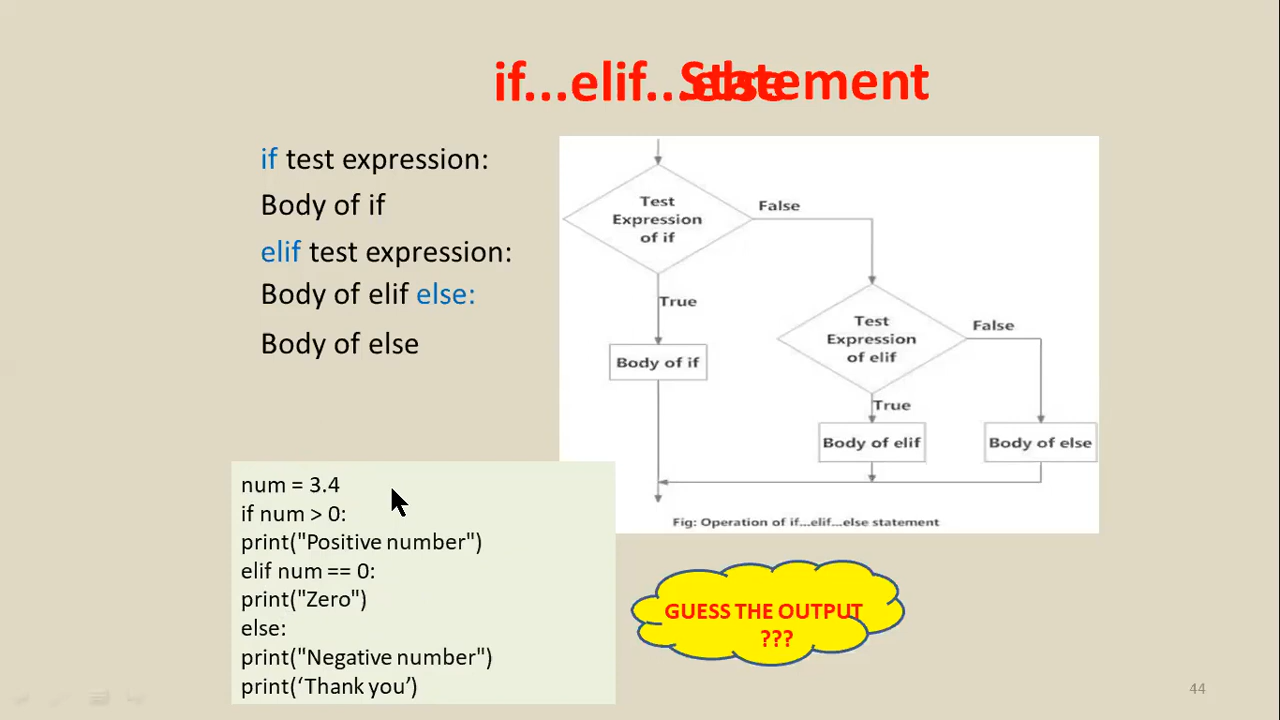 if...elif...else Statement
if test expression:
Body of if
elif test expression:
Body of elif else:
Body of else
Test
Expression
of if
False
True
Body of if
Test
Expression
of elif
False
True
Body of elif
Body of else
Fig: Operation of if...elif...else statement
num = 3.4
if num > 0:
print("Positive number")
elif num == 0:
print("Zero")
else:
print("Negative number")
print(‘Thank you’)
GUESS THE OUTPUT
???
44